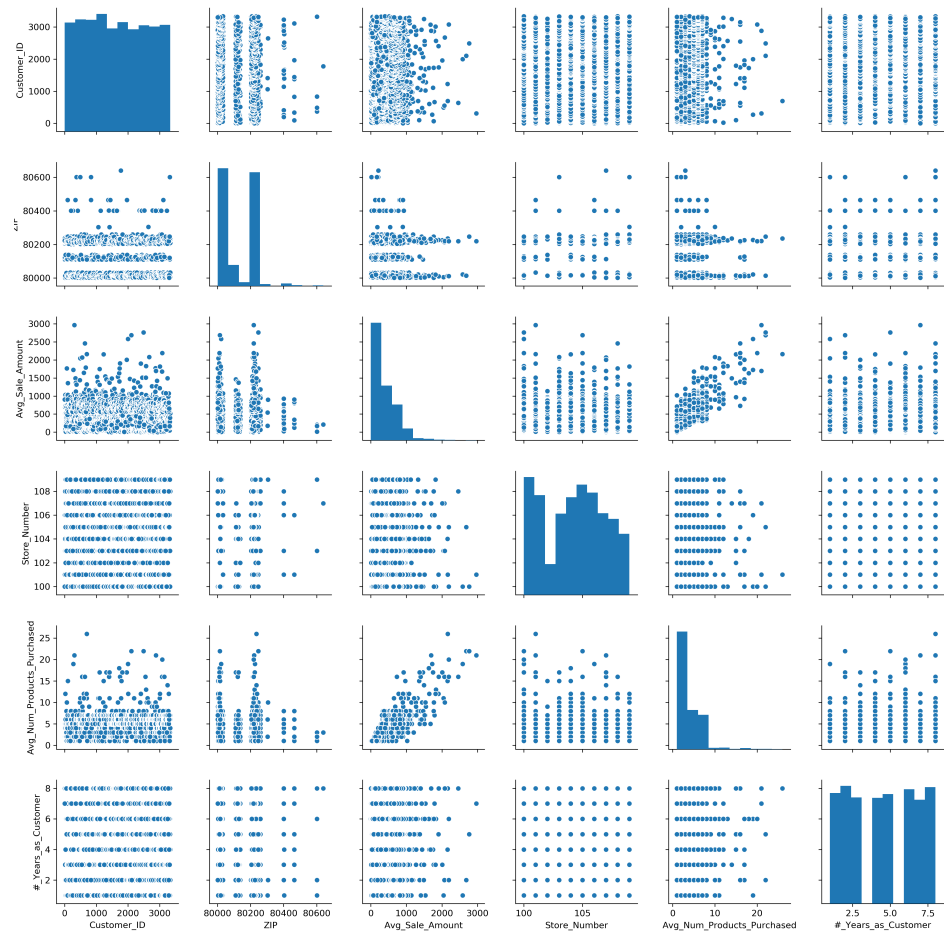 3000
2000
1000
0
Customer_ID
80600
80400
80200
80000
ZIP
3000
2500
2000
1500
1000
500
0
Avg_Sale_Amount
108
106
104
102
100
Store_Number
25
20
15
10
5
0
Avg_Num_Products_Purchased
8
6
4
2
#_Years_as_Customer
0 1000 2000 3000
Customer_ID
80000 80200 80400 80600
ZIP
0 1000 2000 3000
Avg_Sale_Amount
100 105
Store_Number
0 10 20
Avg_Num_Products_Purchased
2.5 5.0 7.5
#_Years_as_Customer